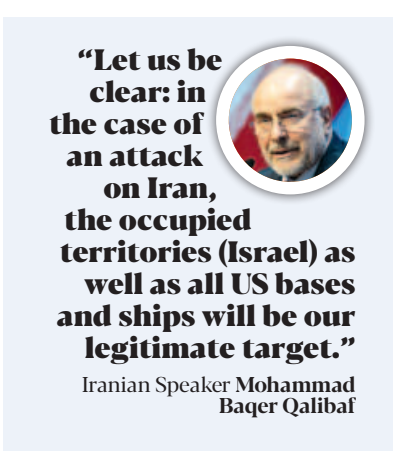 “Let us be
clear: in
the case of
an attack
on Iran,
the occupied
territories (Israel) as
well as all US bases
and ships will be our
legitimate target.”
Iranian Speaker Mohammad
Baqer Qalibaf